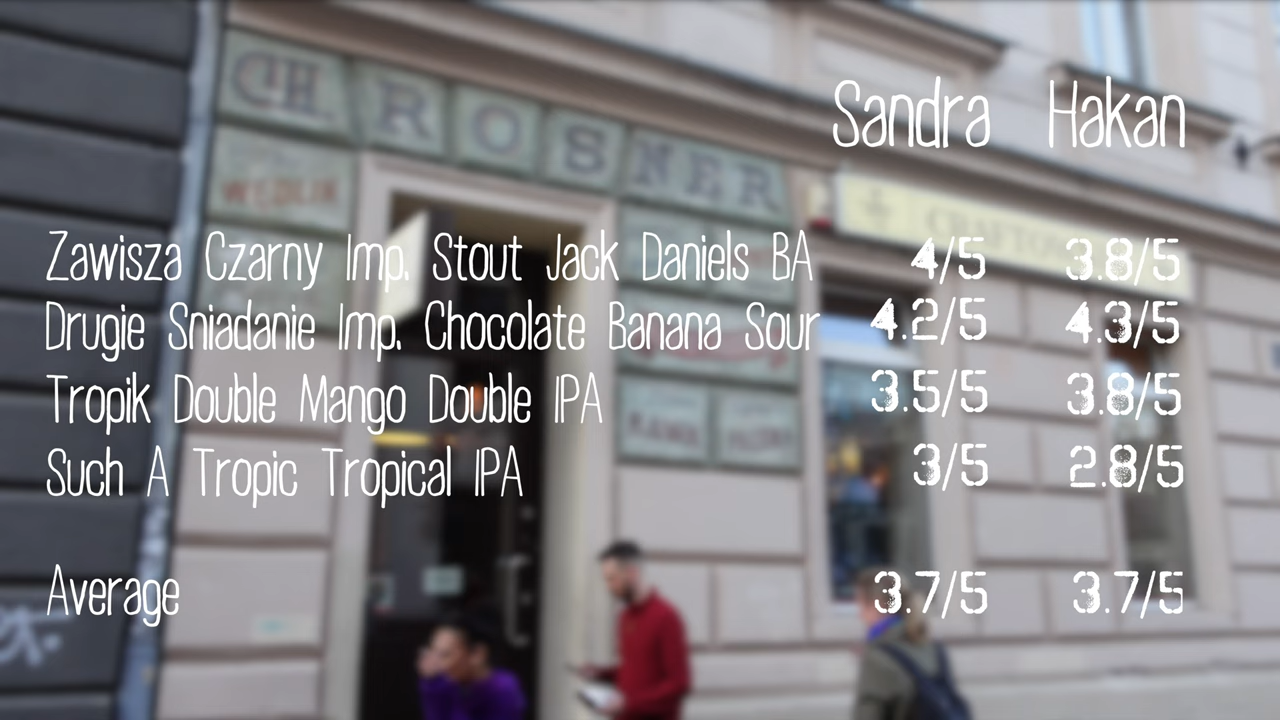 CH ROSNER
WĘDLIN
Sandra Hakan
Zawisza Czarny Imp. Stout Jack Daniels BA 4/5 3.8/5
Drugie Sniadanie Imp. Chocolate Banana Sour 4.2/5 4.3/5
Tropik Double Mango Double IPA 3.5/5 3.8/5
Such A Tropic Tropical IPA 3/5 2.8/5
Average 3.7/5 3.7/5